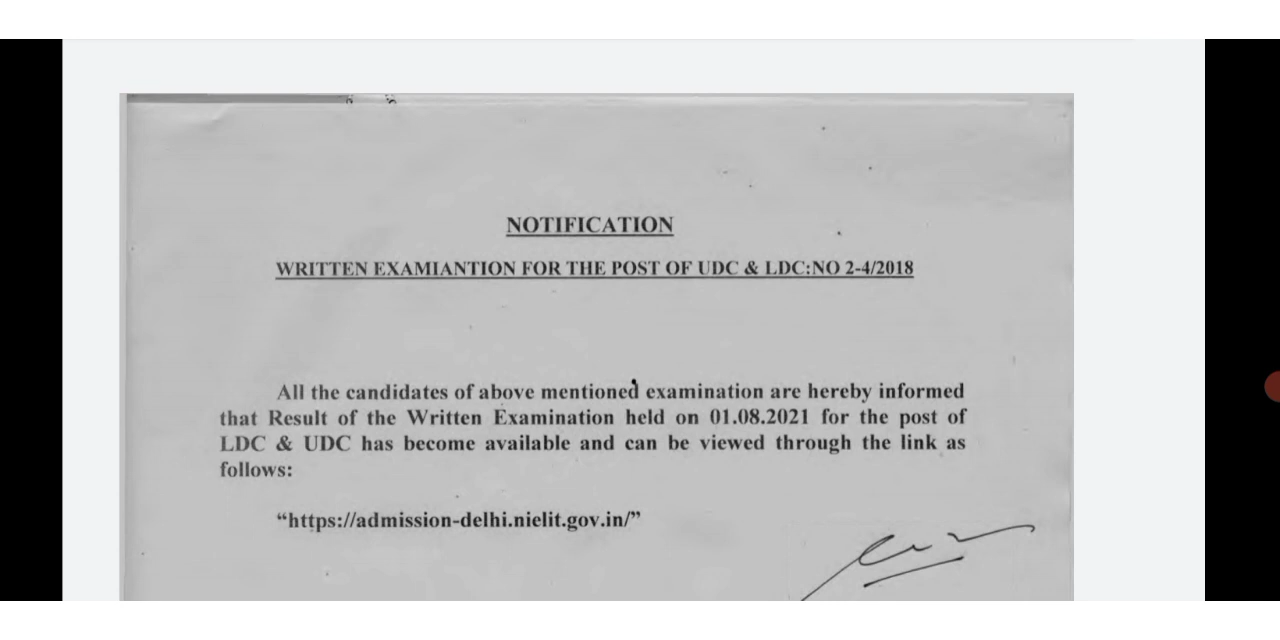 NOTIFICATION
WRITTEN EXAMIANTION FOR THE POST OF UDC & LDC:NO 2-4/2018
All the candidates of above mentioned examination are hereby informed
that Result of the Written Examination held on 01.08.2021 for the post of
LDC & UDC has become available and can be viewed through the link as
follows:
“https://admission-delhi.nielit.gov.in/”